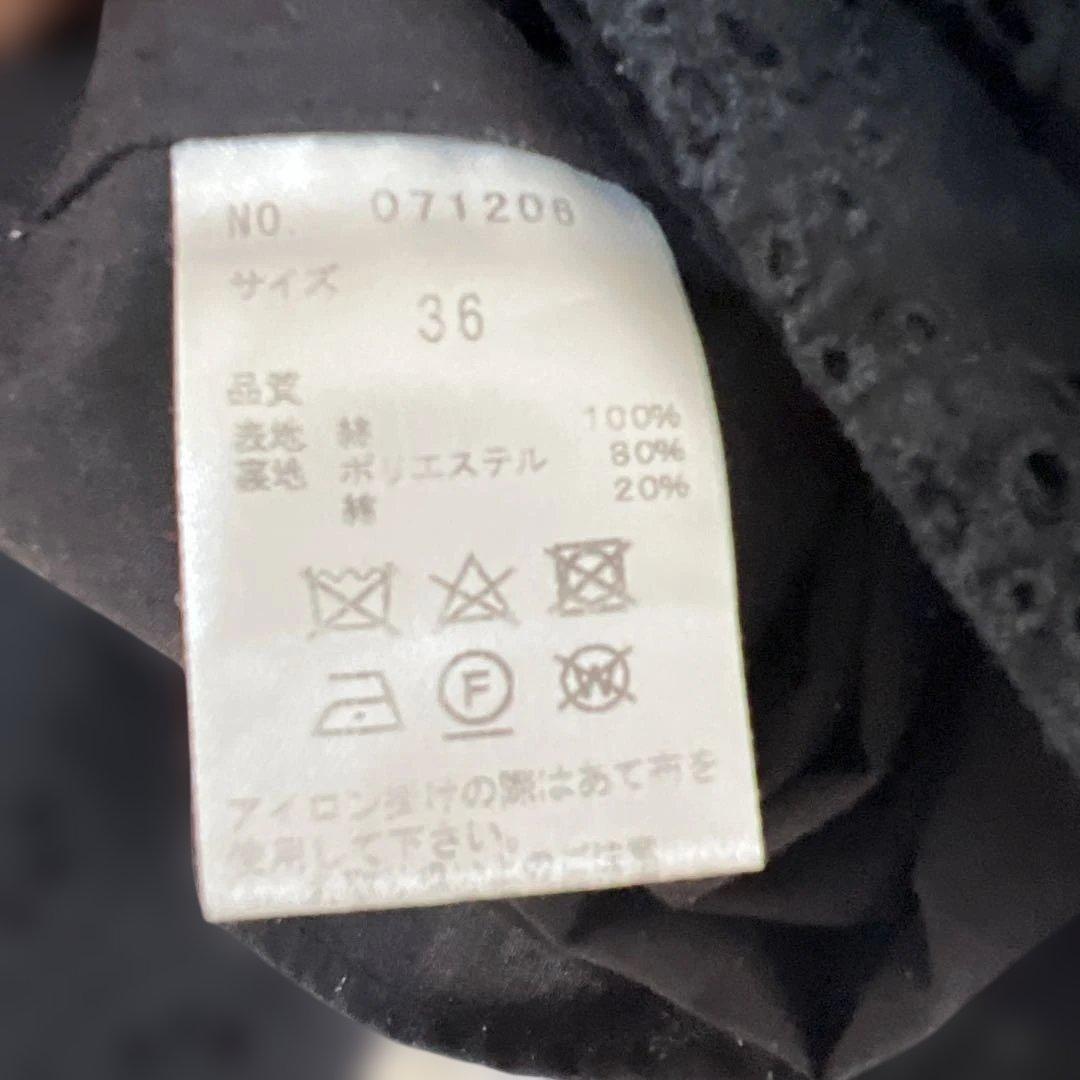 NO. 071206
サイズ
36
品質
表地 綿 100%
裏地 ポリエステル 80%
綿 20%
F
W
アイロン掛けの際はあて布を
使用して下さい。